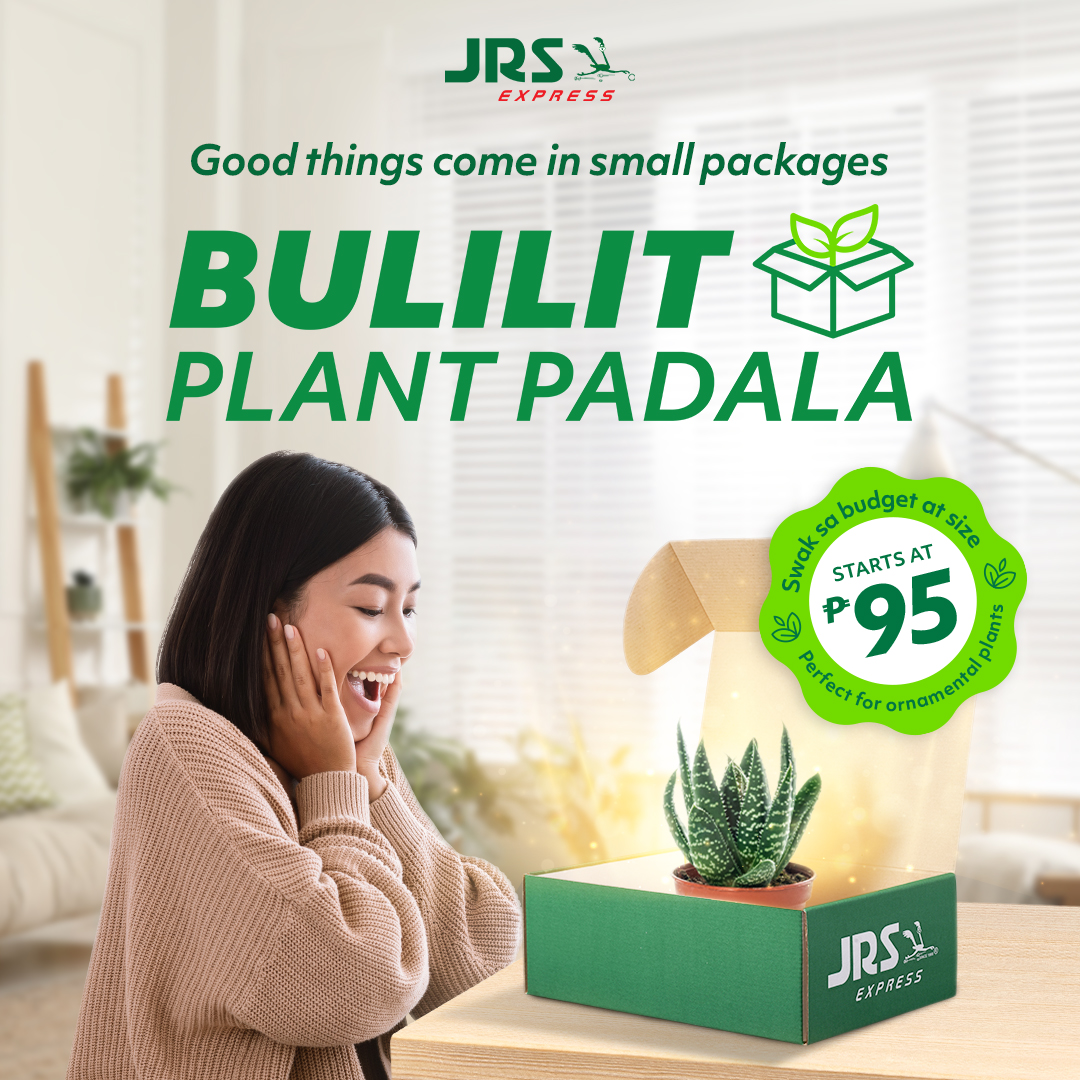 JRS
EXPRESS
Good things come in small packages
BULILIT
PLANT PADALA
Swak sa budget at size
STARTS AT
₱95
Perfect for ornamental plants
JRS
EXPRESS